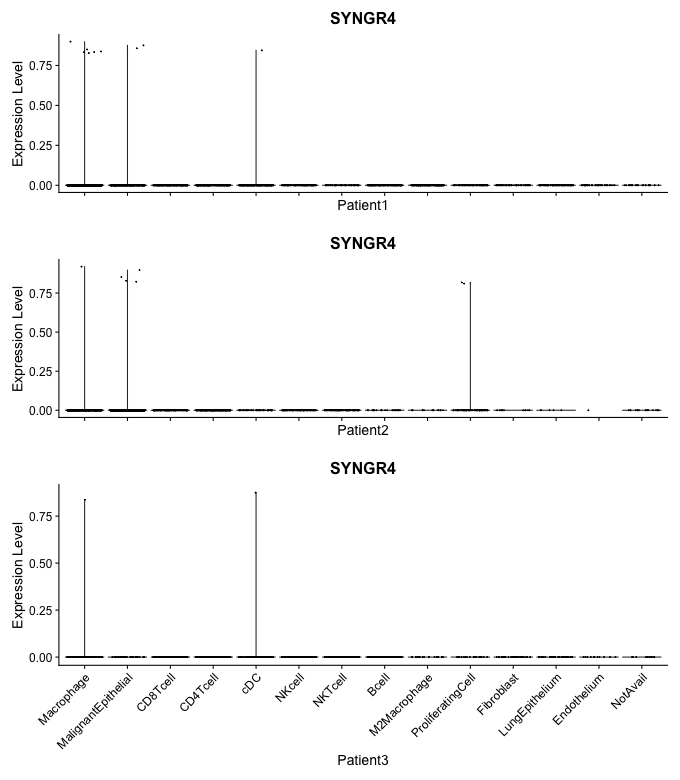 SYNGR4
Expression Level
0.75
0.50
0.25
0.00
Patient1
SYNGR4
Expression Level
0.75
0.50
0.25
0.00
Patient2
SYNGR4
Expression Level
0.75
0.50
0.25
0.00
Macrophage
MalignantEpithelial
CD8Tcell
CD4Tcell
cDC
NKcell
NKTcell
Bcell
M2Macrophage
ProliferatingCell
Fibroblast
LungEpithelium
Endothelium
NotAvail
Patient3